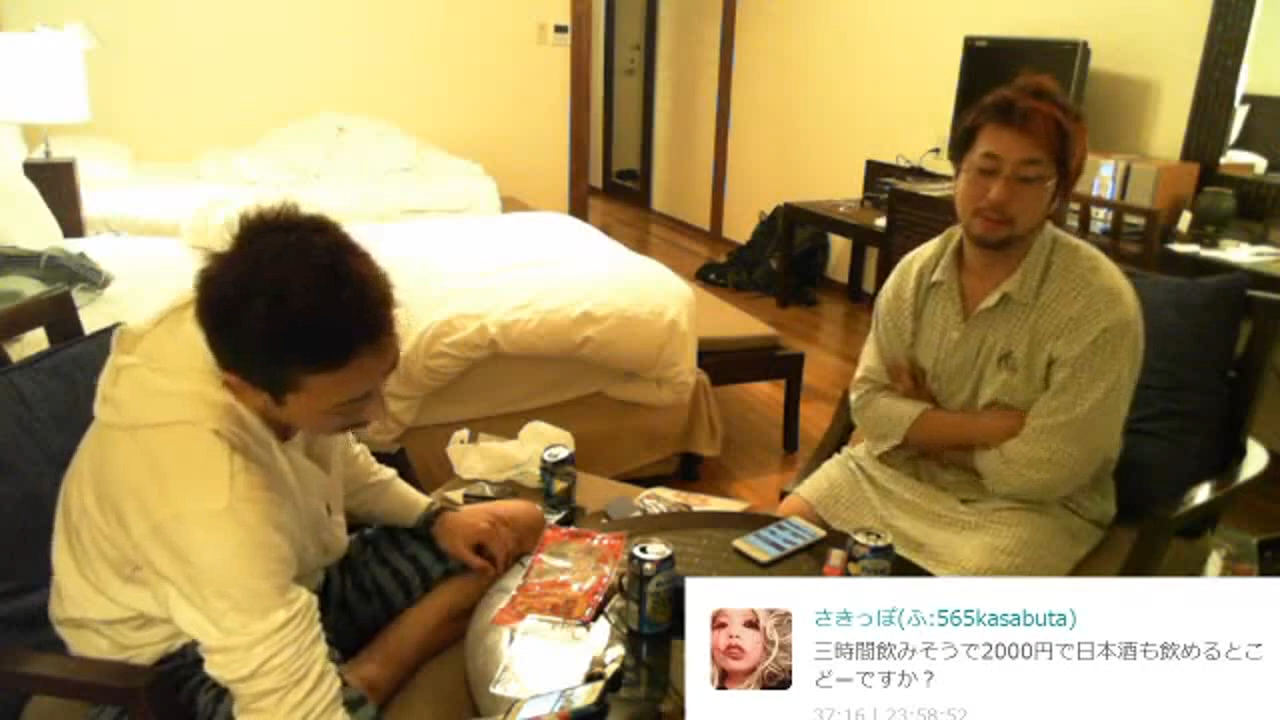 さきっぽ(ふ:565kasabuta)
三時間飲みそうで2000円で日本酒も飲めるとこ
どーですか？
37:16 | 23:58:52